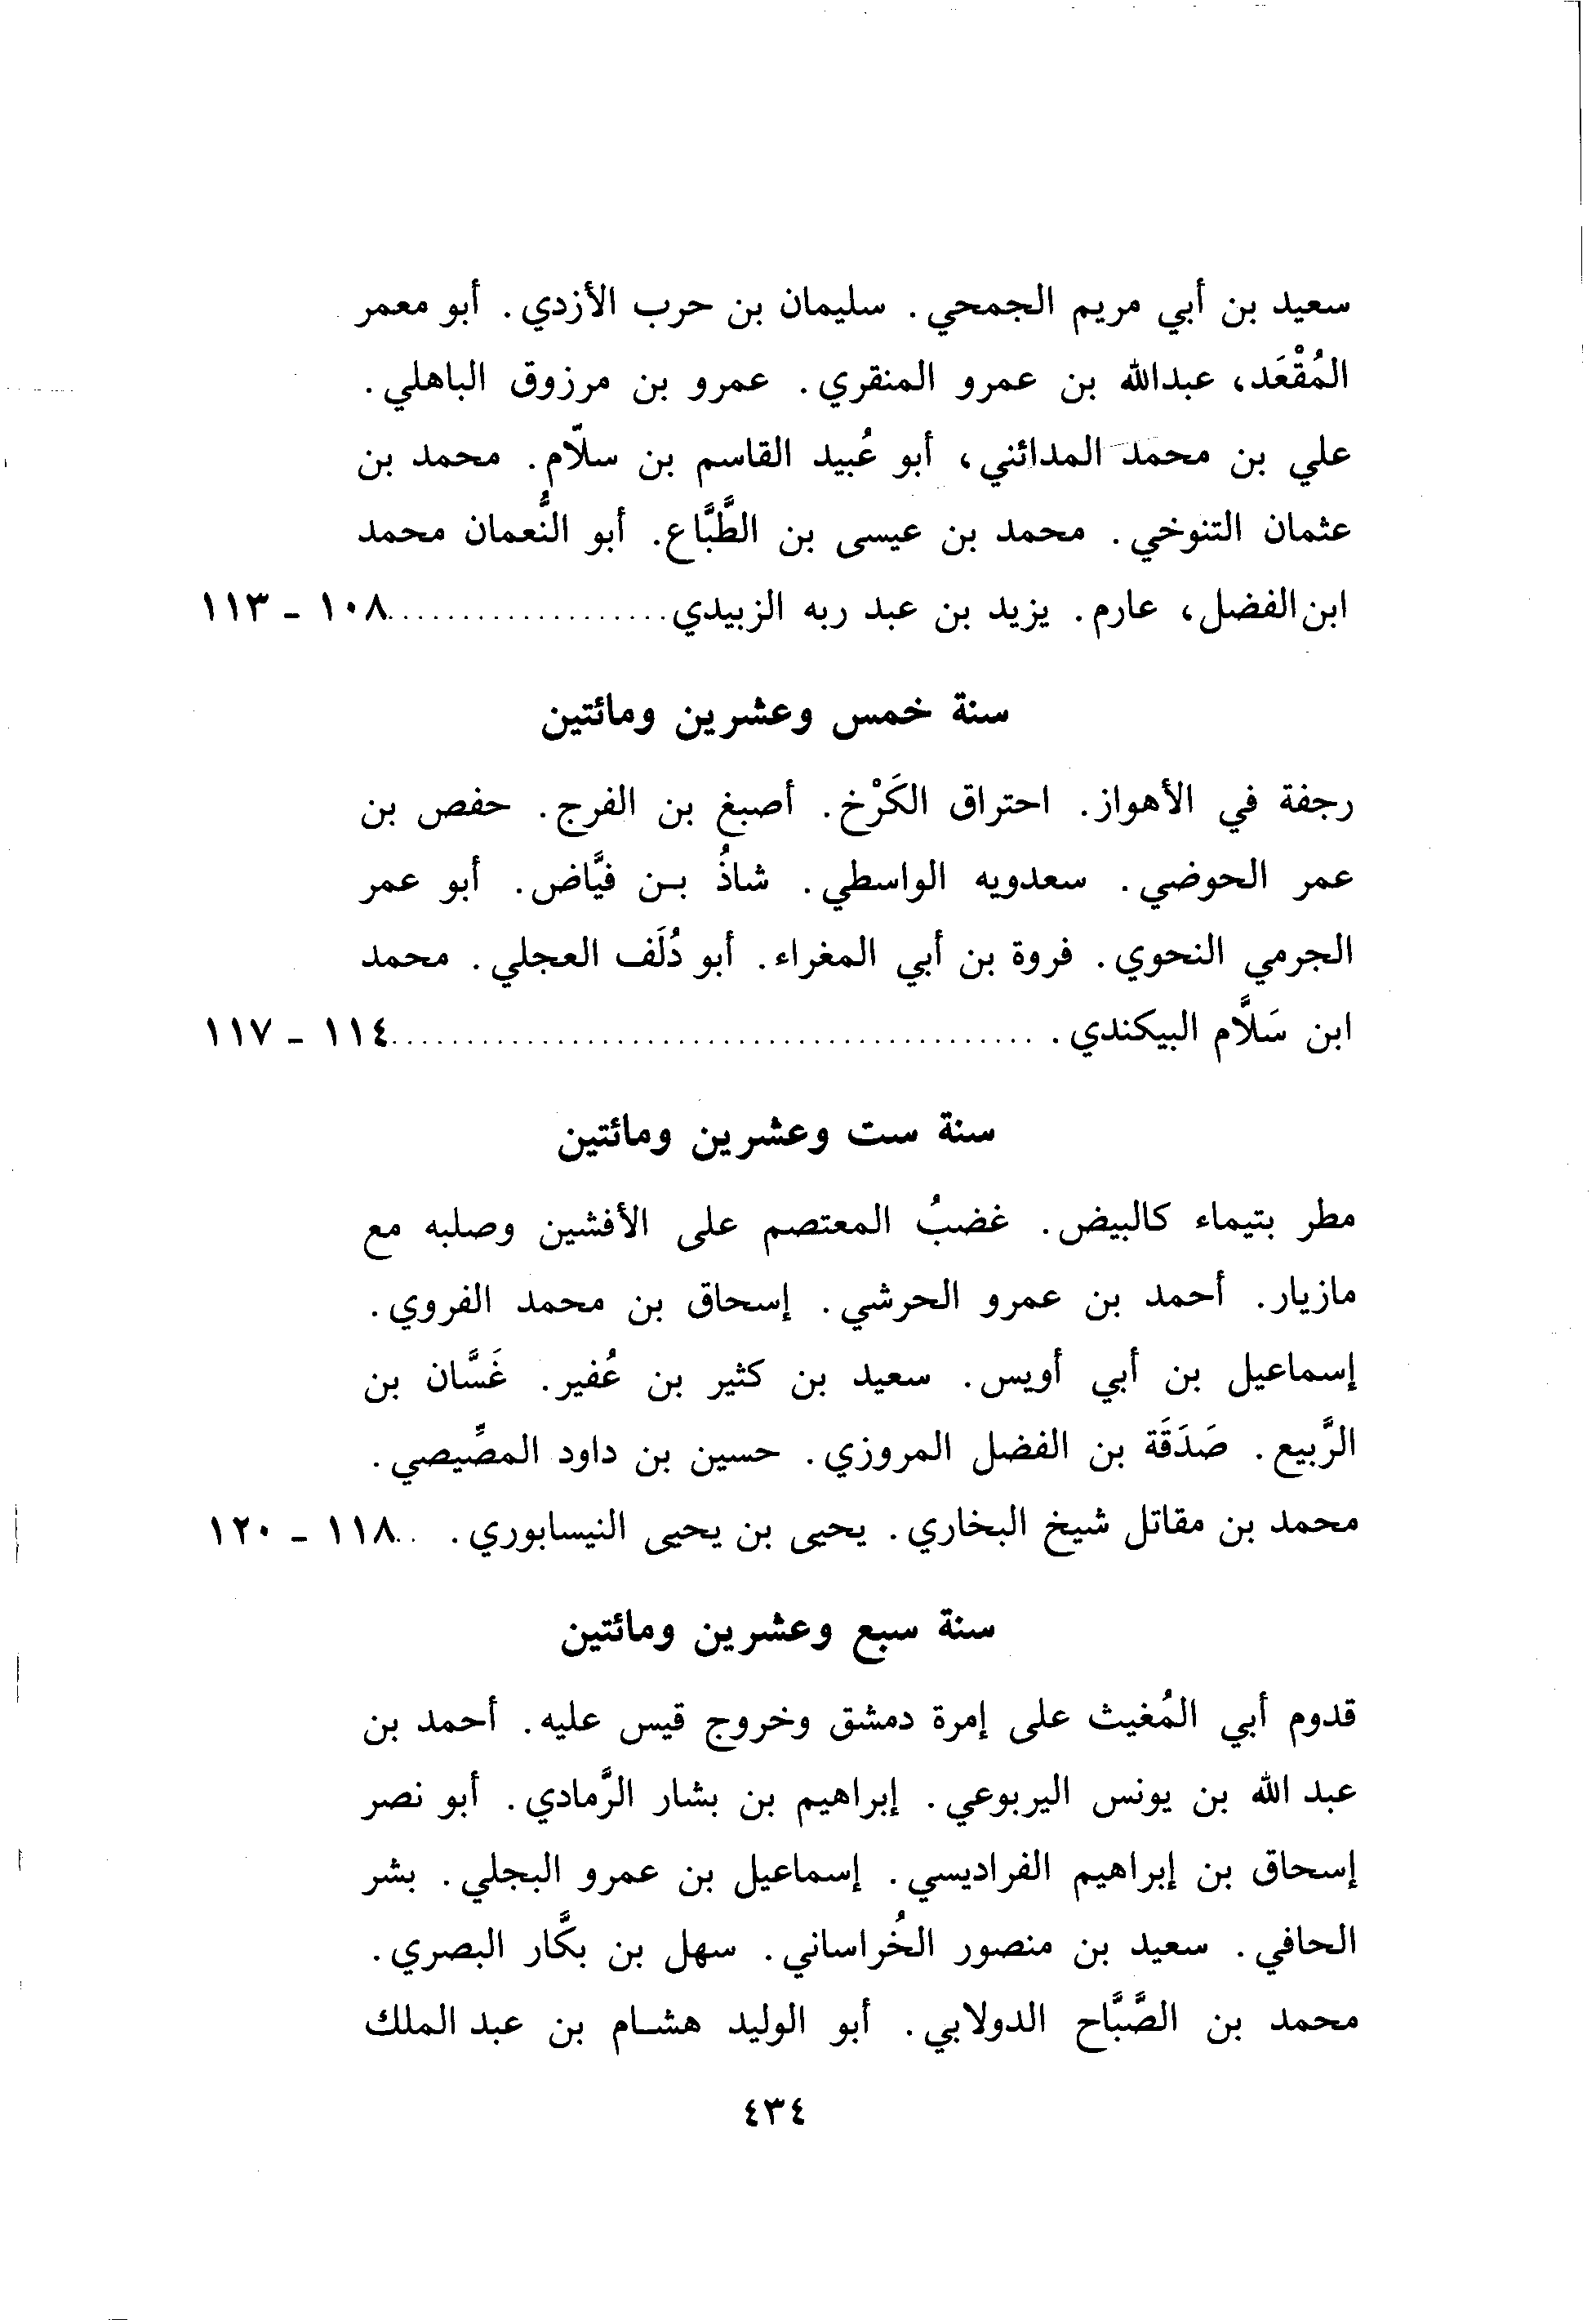 سعيد بن أبي مريم الجمحي. سليمان بن حرب الأزدي. أبو معمر
المُقْعَد، عبدالله بن عمرو المنقري. عمرو بن مرزوق الباهلي.
علي بن محمد المدائني، أبو عُبيد القاسم بن سلّام. محمد بن
عثمان التنوخي. محمد بن عيسى بن الطَّبَّاع. أبو النُّعمان محمد
ابن الفضل، عارم. يزيد بن عبد ربه الزبيدي...................١٠٨ - ١١٣
سنة خمس وعشرين ومائتين
رجفة في الأهواز. احتراق الكَرْخ. أصبغ بن الفرج. حفص بن
عمر الحوضي. سعدويه الواسطي. شاذُ بن فيَّاض. أبو عمر
الجرمي النحوي. فروة بن أبي المغراء. أبو دُلَف العجلي. محمد
ابن سَلاَّم البيكندي. ...........................................١١٤ - ١١٧
سنة ست وعشرين ومائتين
مطر بتيماء كالبيض. غضبُ المعتصم على الأفشين وصلبه مع
مازيار. أحمد بن عمرو الحرشي. إسحاق بن محمد الفروي.
إسماعيل بن أبي أويس. سعيد بن كثير بن عُفير. غَسَّان بن
الرَّبيع. صَدَقَة بن الفضل المروزي. حسين بن داود المصِّيصي.
محمد بن مقاتل شيخ البخاري. يحيى بن يحيى النيسابوري. ..١١٨ - ١٢٠
سنة سبع وعشرين ومائتين
قدوم أبي المُغيث على إمرة دمشق وخروج قيس عليه. أحمد بن
عبد الله بن يونس اليربوعي. إبراهيم بن بشار الرَّمادي. أبو نصر
إسحاق بن إبراهيم الفراديسي. إسماعيل بن عمرو البجلي. بشر
الحافي. سعيد بن منصور الخُراساني. سهل بن بكَّار البصري.
محمد بن الصَّبَّاح الدولابي. أبو الوليد هشام بن عبد الملك
٤٣٤